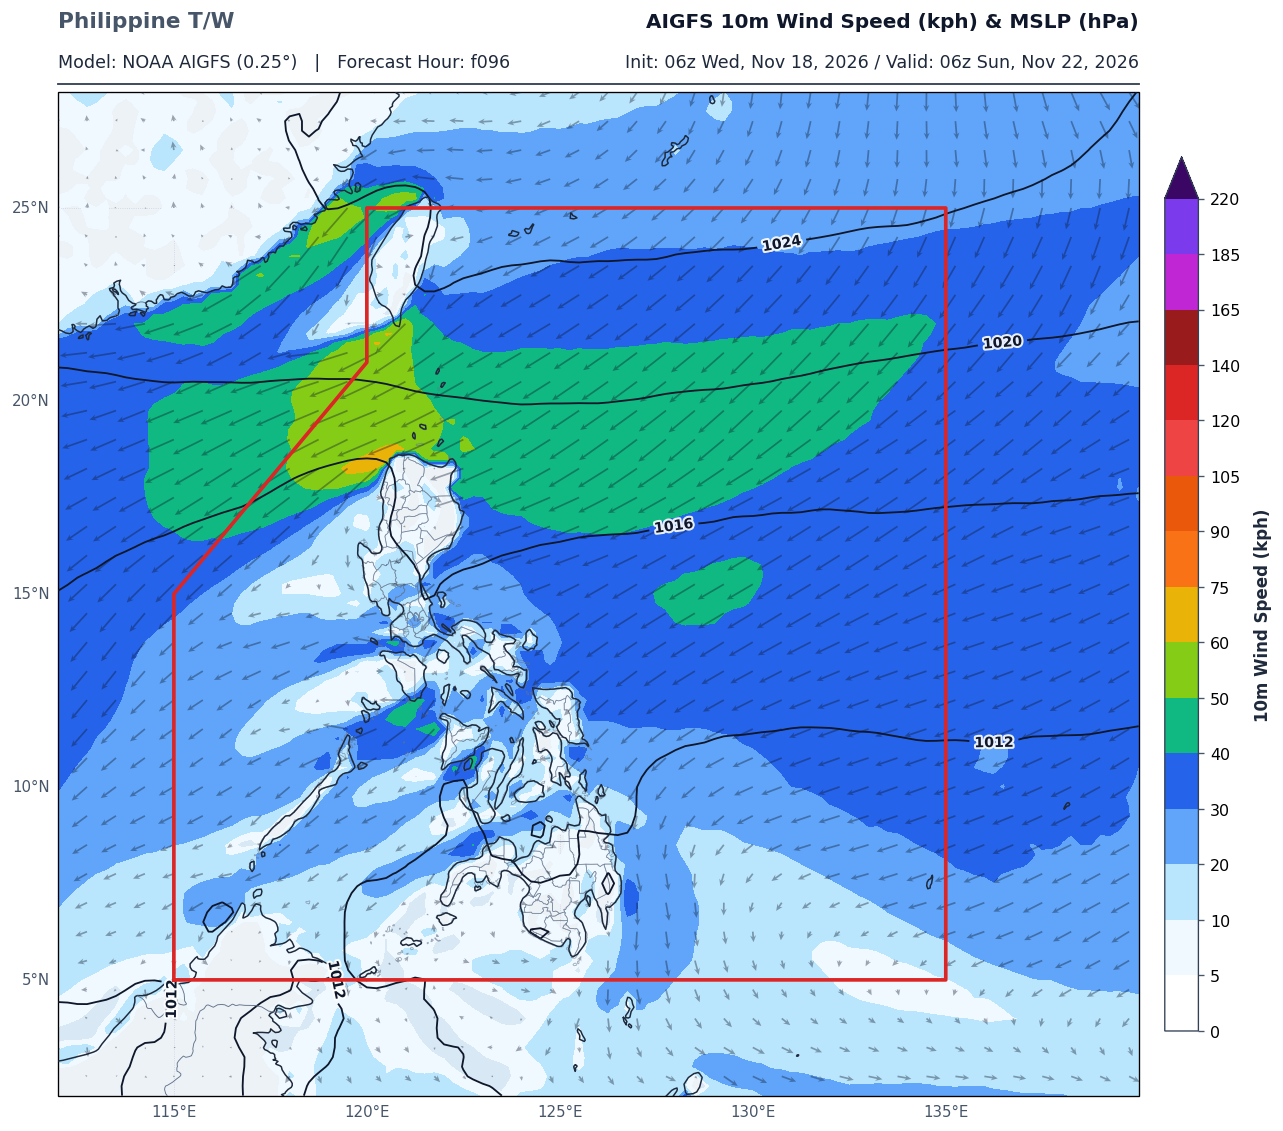 Philippine T/W
AIGFS 10m Wind Speed (kph) & MSLP (hPa)
Model: NOAA AIGFS (0.25°) | Forecast Hour: f096
Init: 06z Wed, Nov 18, 2026 / Valid: 06z Sun, Nov 22, 2026
25°N
20°N
15°N
10°N
5°N
115°E
120°E
125°E
130°E
135°E
1024
1020
1016
1012
1012
1012
220
185
165
140
120
105
90
75
60
50
40
30
20
10
5
0
10m Wind Speed (kph)